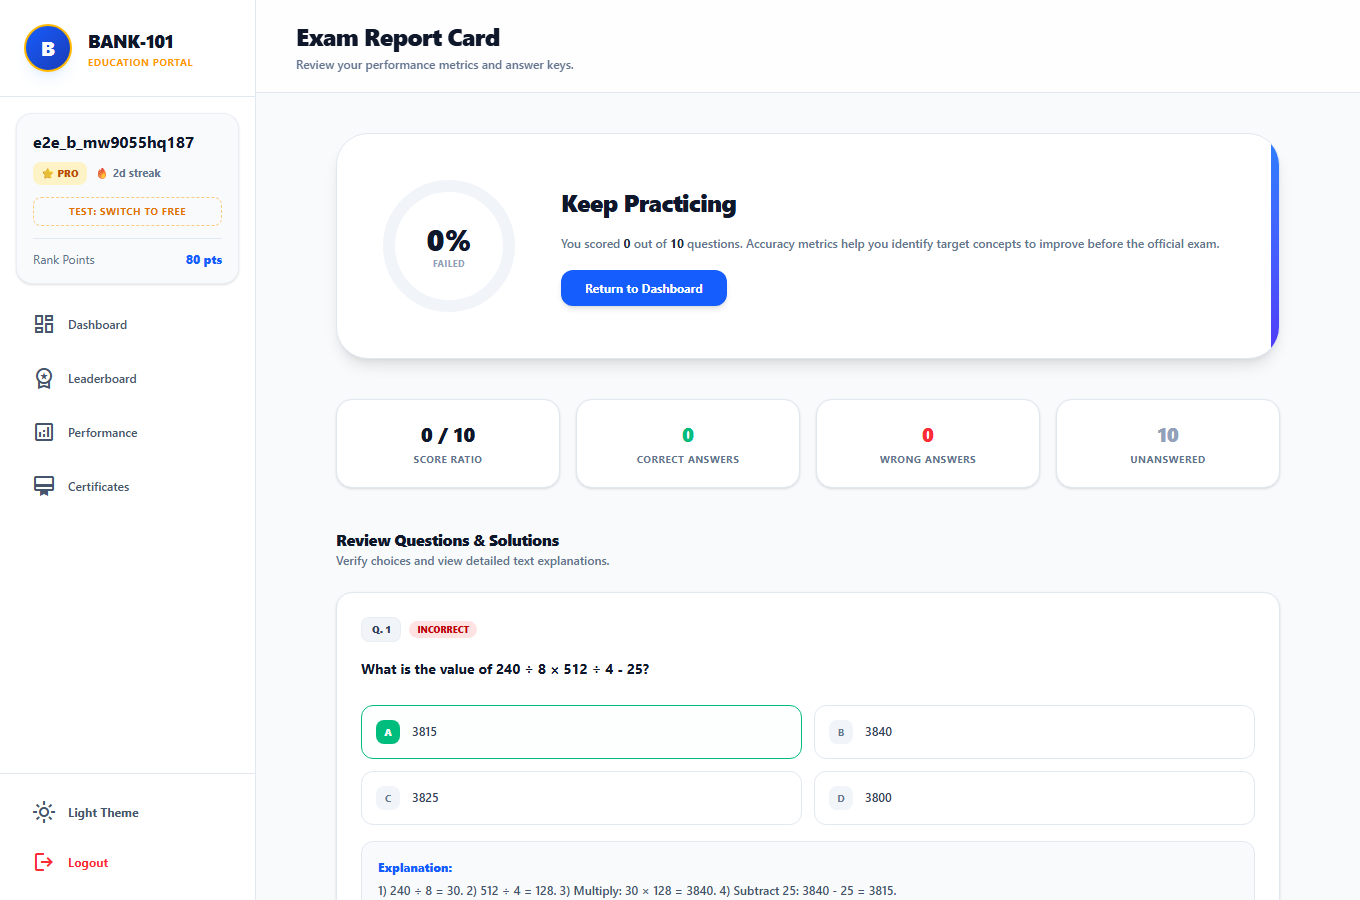 B
BANK-101
EDUCATION PORTAL
e2e_b_mw9055hq187
PRO
2d streak
TEST: SWITCH TO FREE
Rank Points
80 pts
Dashboard
Leaderboard
Performance
Certificates
Light Theme
Logout
Exam Report Card
Review your performance metrics and answer keys.
0%
FAILED
Keep Practicing
You scored 0 out of 10 questions. Accuracy metrics help you identify target concepts to improve before the official exam.
Return to Dashboard
0 / 10
SCORE RATIO
0
CORRECT ANSWERS
0
WRONG ANSWERS
10
UNANSWERED
Review Questions & Solutions
Verify choices and view detailed text explanations.
Q. 1
INCORRECT
What is the value of 240 ÷ 8 × 512 ÷ 4 - 25?
A 3815
B 3840
C 3825
D 3800
Explanation:
1) 240 ÷ 8 = 30. 2) 512 ÷ 4 = 128. 3) Multiply: 30 × 128 = 3840. 4) Subtract 25: 3840 - 25 = 3815.